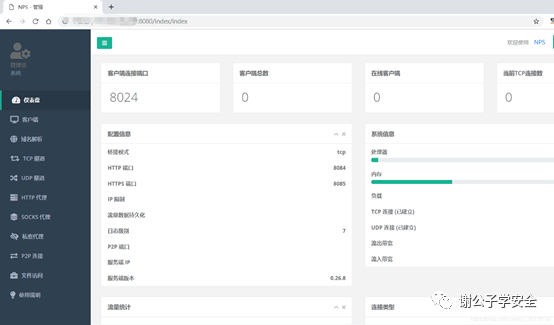 NPS - 管理
:8080/index/index
管理员
系统
仪表盘
客户端
域名解析
TCP 隧道
UDP 隧道
HTTP 代理
SOCKS 代理
私密代理
P2P 连接
文件访问
使用说明
欢迎使用 NPS
客户端连接端口
8024
客户端总数
0
在线客户端
0
当前TCP连接数
0
配置信息
桥接模式 tcp
HTTP 端口 8084
HTTPS 端口 8085
IP 限制
流量数据持久化
日志级别 7
P2P 端口
服务端 IP
服务端版本 0.26.8
系统信息
处理器
内存
负载
TCP 连接 (已建立)
UDP 连接 (已建立)
流出带宽
流入带宽
流量统计
连接类型
谢公子学安全